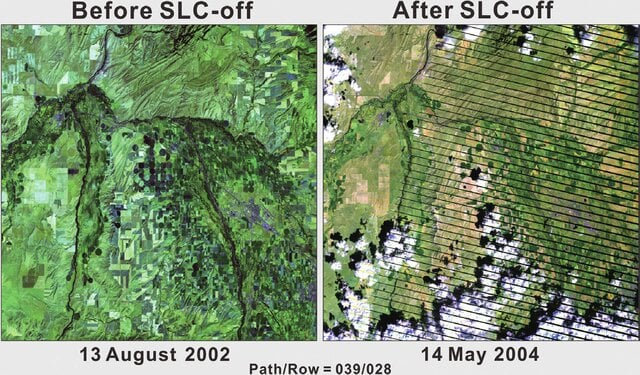 Before SLC-off
After SLC-off
13 August 2002
14 May 2004
Path/Row = 039/028